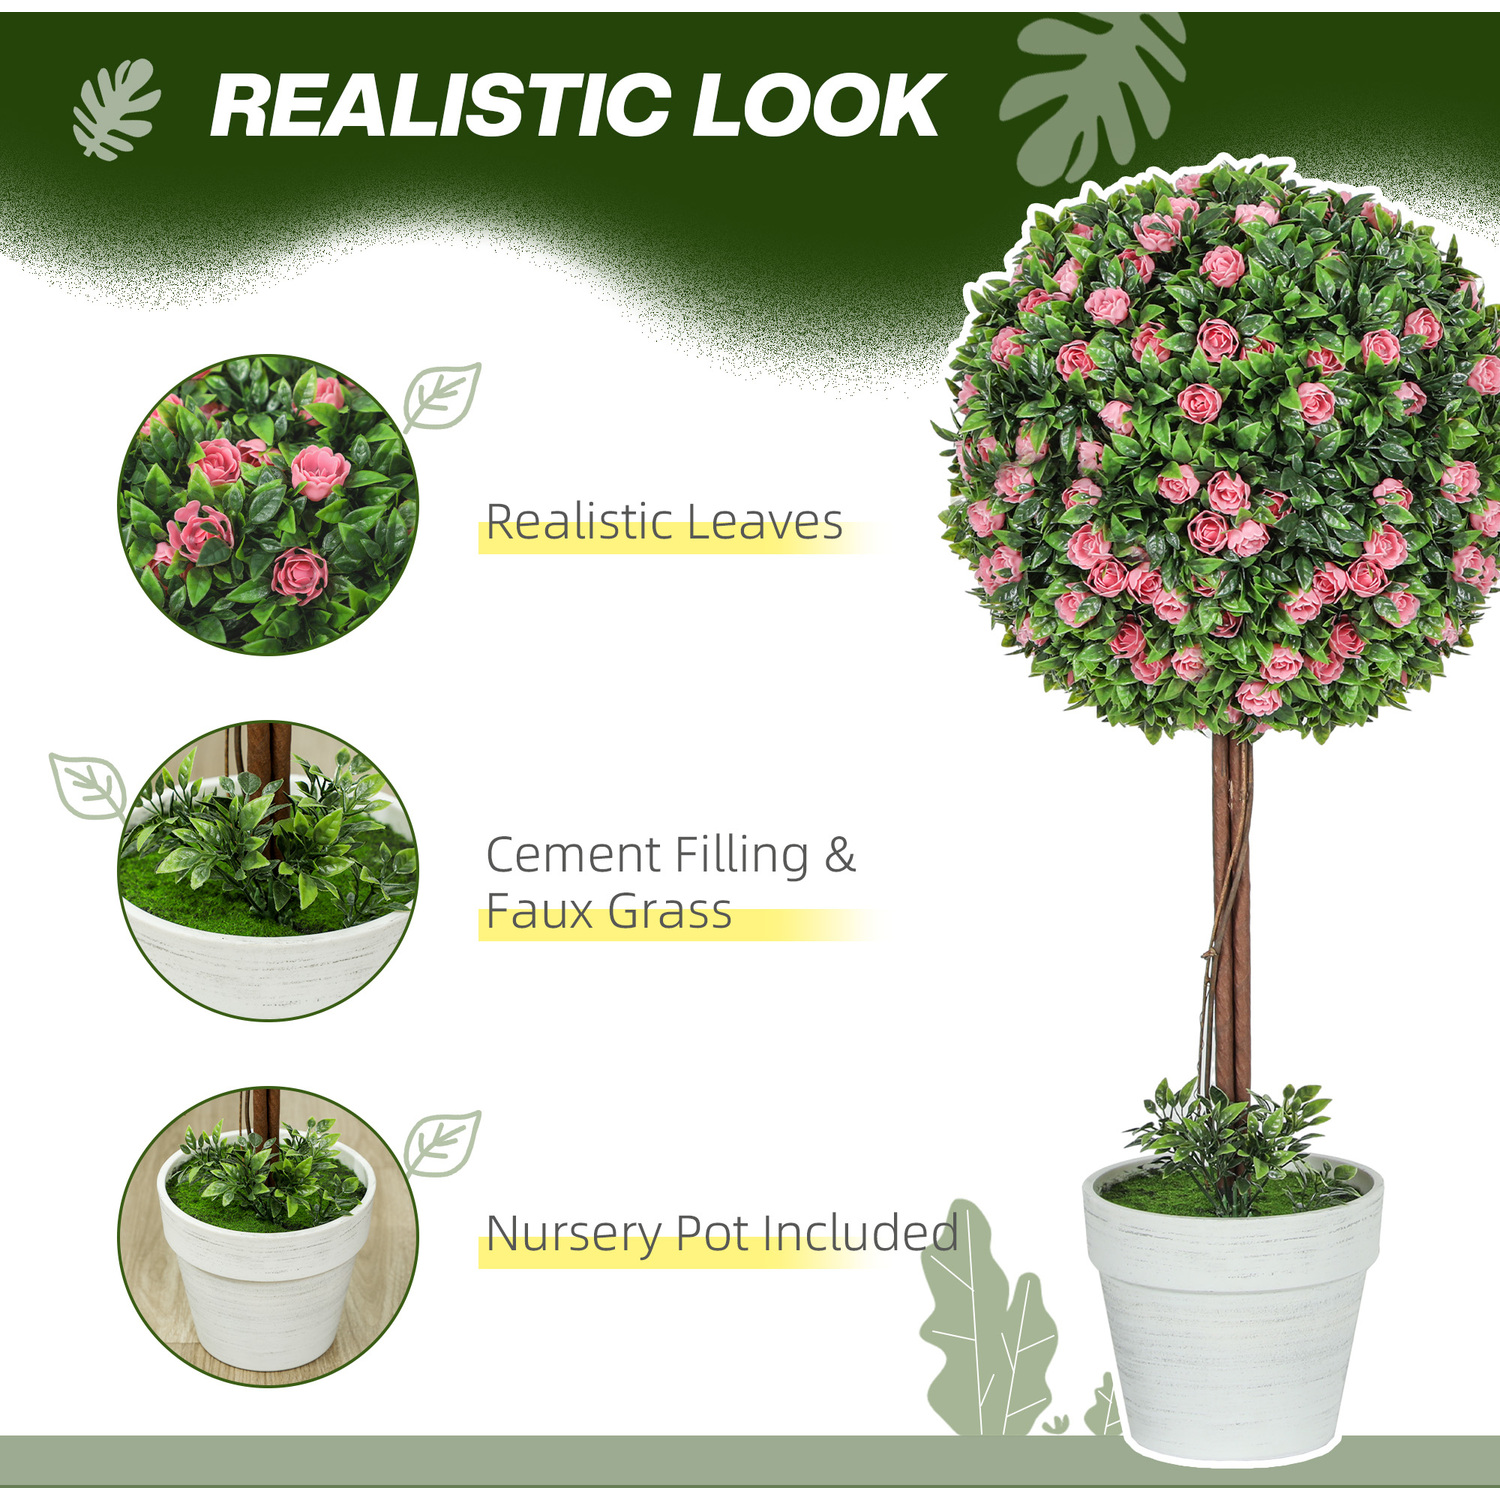 REALISTIC LOOK
Realistic Leaves
Cement Filling &
Faux Grass
Nursery Pot Included